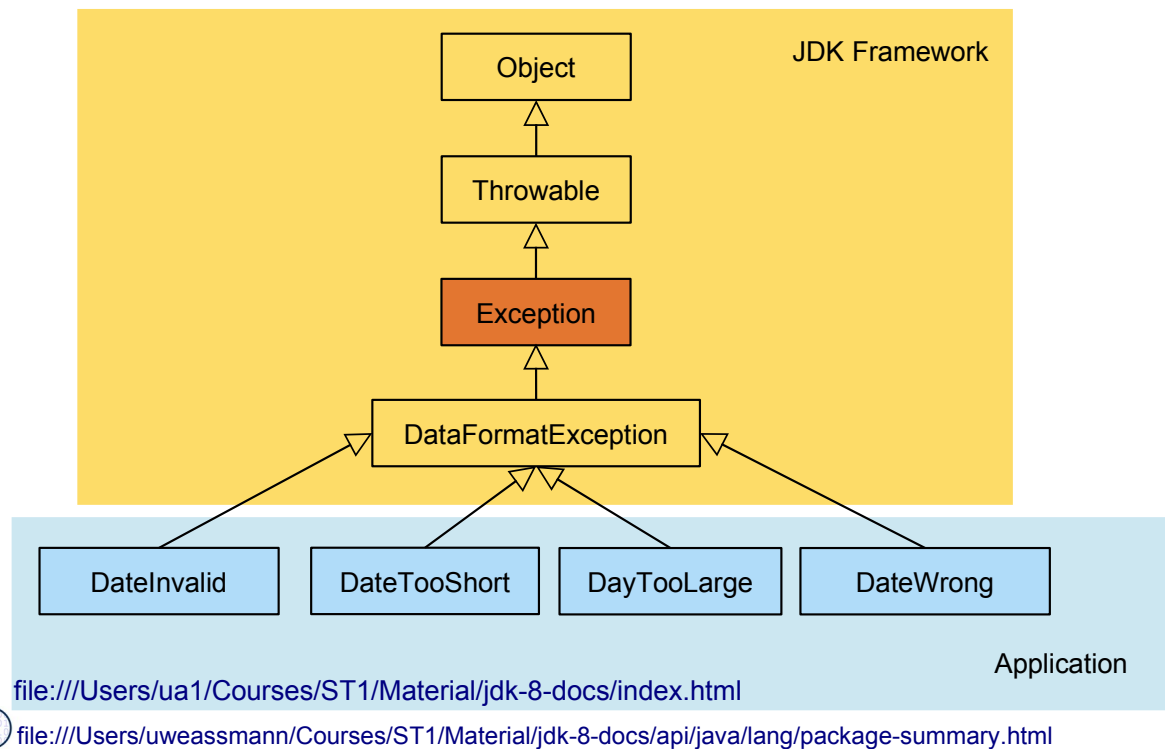 JDK Framework
Object
Throwable
Exception
DataFormatException
DateInvalid
DateTooShort
DayTooLarge
DateWrong
Application
file:///Users/ua1/Courses/ST1/Material/jdk-8-docs/index.html
file:///Users/uweassmann/Courses/ST1/Material/jdk-8-docs/api/java/lang/package-summary.html